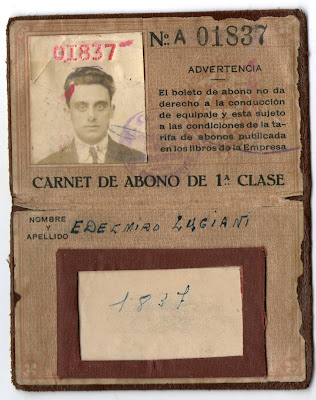 01837
Nº A 01837
ADVERTENCIA
El boleto de abono no da
derecho a la conducción
de equipaje y está sujeto
a las condiciones de la ta-
rifa de abonos publicada
en los libros de la Empresa
CARNET DE ABONO DE 1ª CLASE
NOMBRE
Y
APELLIDO
EDELMIRO LUGIANI
1837